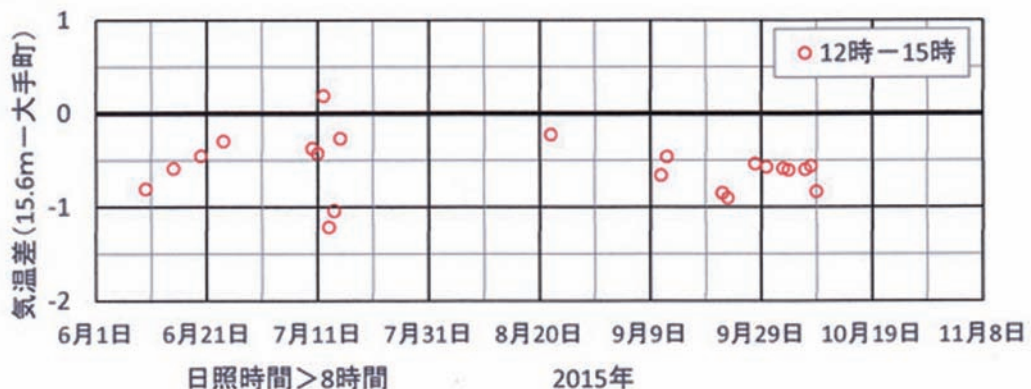 1
0
-1
-2
気温差(15.6m－大手町)
12時－15時
6月1日 6月21日 7月11日 7月31日 8月20日 9月9日 9月29日 10月19日 11月8日
日照時間＞8時間 2015年